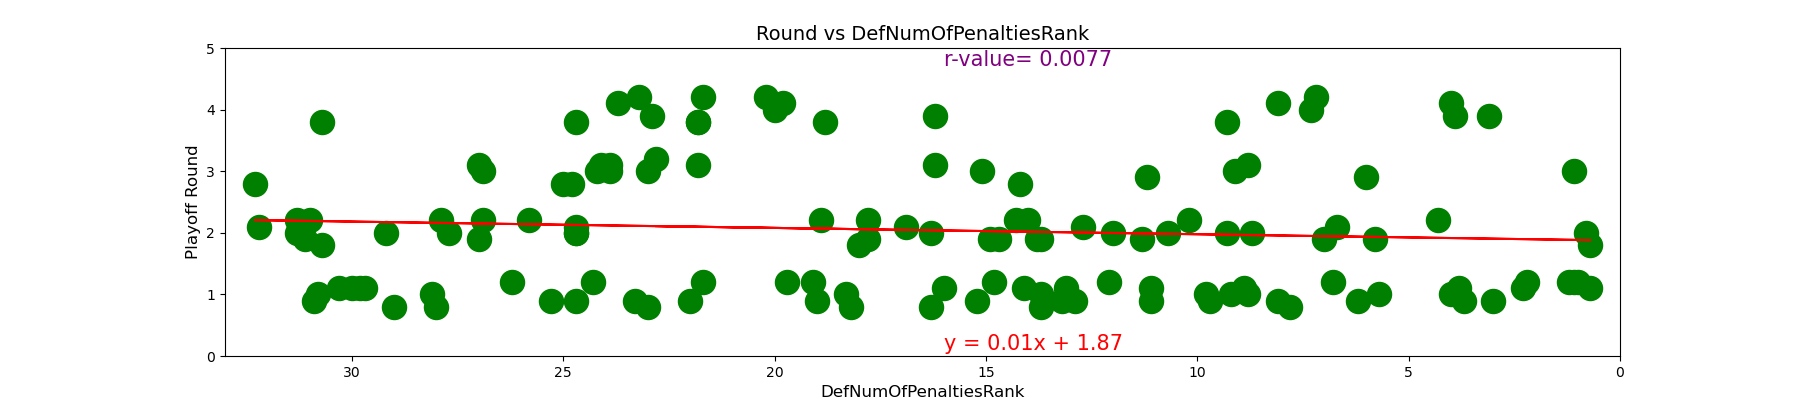 Round vs DefNumOfPenaltiesRank
r-value= 0.0077
5
4
3
2
1
0
Playoff Round
y = 0.01x + 1.87
30 25 20 15 10 5 0
DefNumOfPenaltiesRank